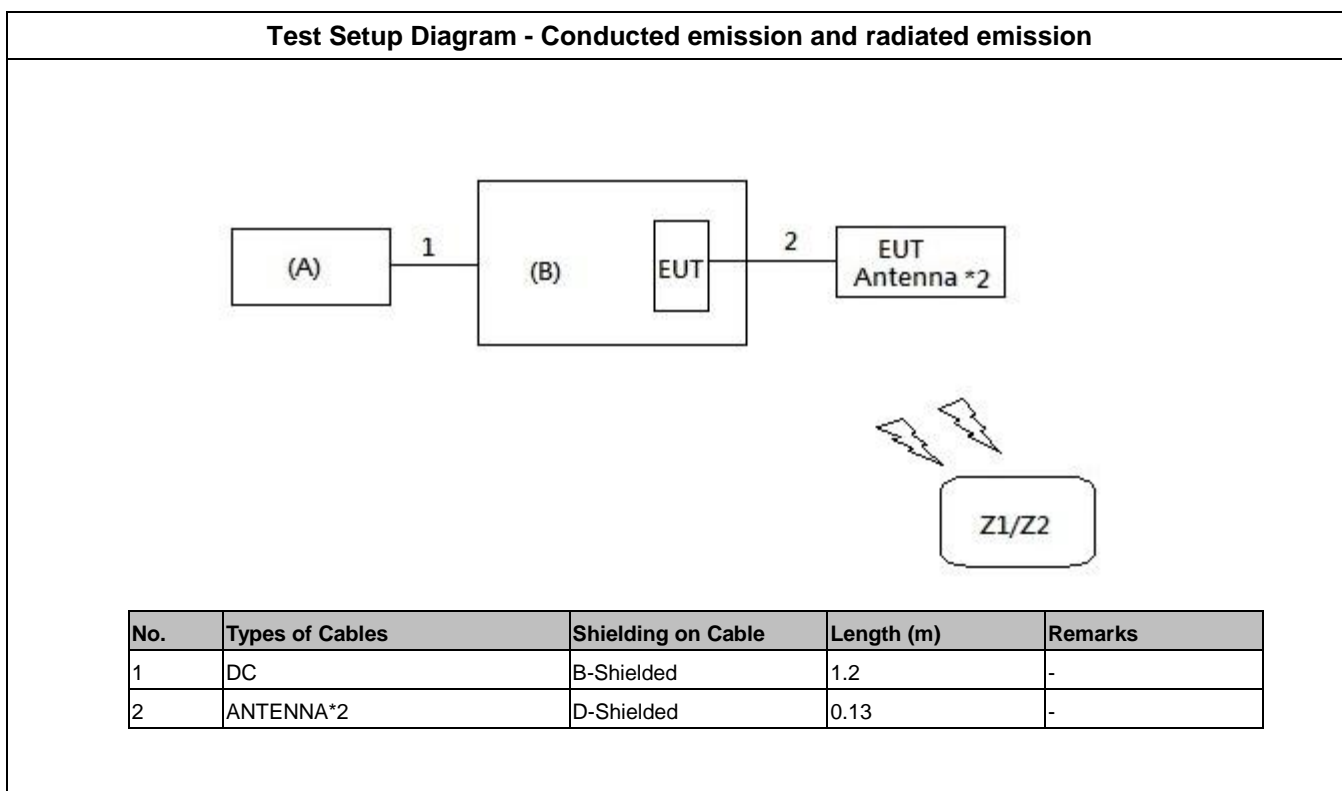 Test Setup Diagram - Conducted emission and radiated emission
(A)
1
(B)
EUT
2
EUT
Antenna *2
Z1/Z2
No. Types of Cables Shielding on Cable Length (m) Remarks
1 DC B-Shielded 1.2 -
2 ANTENNA*2 D-Shielded 0.13 -